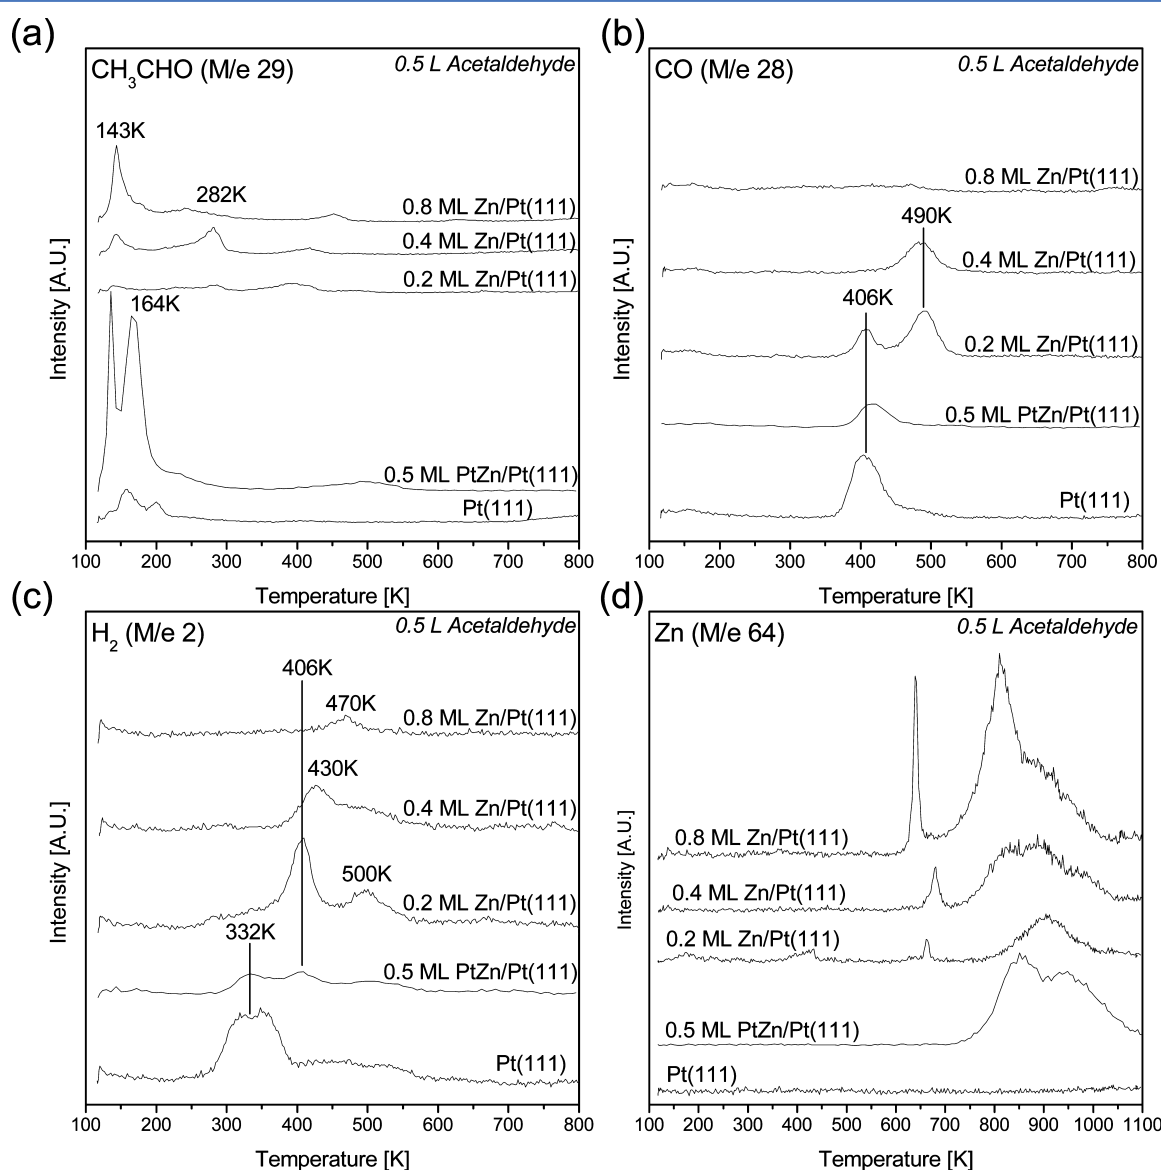 (a)
CH3CHO (M/e 29)
0.5 L Acetaldehyde
143K
282K
0.8 ML Zn/Pt(111)
0.4 ML Zn/Pt(111)
0.2 ML Zn/Pt(111)
164K
0.5 ML PtZn/Pt(111)
Pt(111)
Intensity [A.U.]
100 200 300 400 500 600 700 800
Temperature [K]
(b)
CO (M/e 28)
0.5 L Acetaldehyde
0.8 ML Zn/Pt(111)
490K
0.4 ML Zn/Pt(111)
406K
0.2 ML Zn/Pt(111)
0.5 ML PtZn/Pt(111)
Pt(111)
Intensity [A.U.]
100 200 300 400 500 600 700 800
Temperature [K]
(c)
H2 (M/e 2)
0.5 L Acetaldehyde
406K
470K
0.8 ML Zn/Pt(111)
430K
0.4 ML Zn/Pt(111)
500K
0.2 ML Zn/Pt(111)
332K
0.5 ML PtZn/Pt(111)
Pt(111)
Intensity [A.U.]
100 200 300 400 500 600 700 800
Temperature [K]
(d)
Zn (M/e 64)
0.5 L Acetaldehyde
0.8 ML Zn/Pt(111)
0.4 ML Zn/Pt(111)
0.2 ML Zn/Pt(111)
0.5 ML PtZn/Pt(111)
Pt(111)
Intensity [A.U.]
100 200 300 400 500 600 700 800 900 1000 1100
Temperature [K]